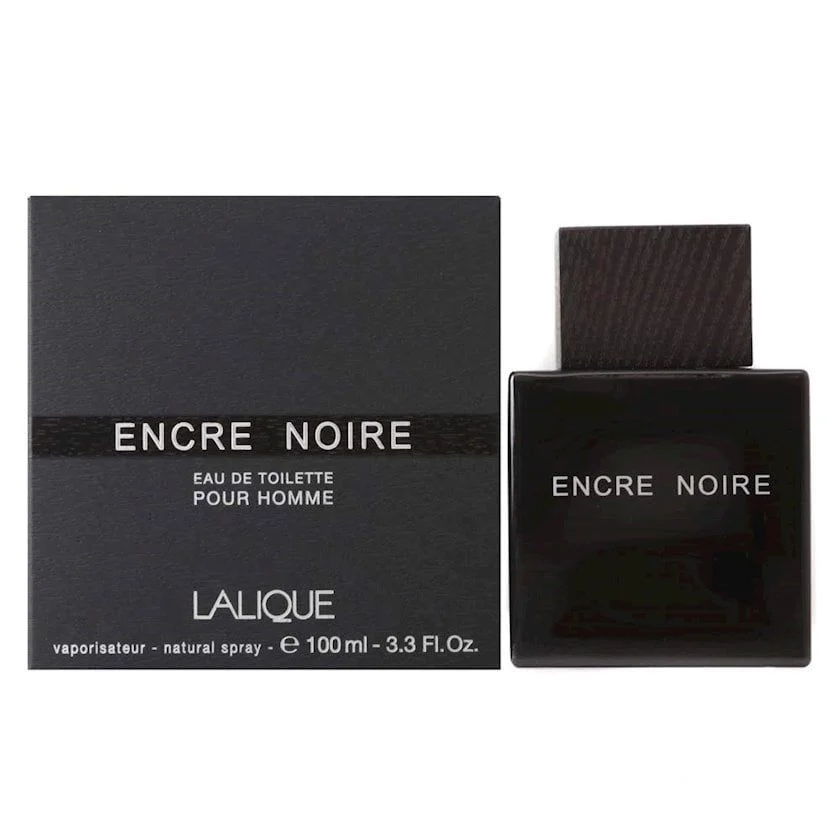 ENCRE NOIRE
EAU DE TOILETTE
POUR HOMME
LALIQUE
vaporisateur - natural spray - ℮ 100 ml - 3.3 Fl.Oz.
ENCRE NOIRE